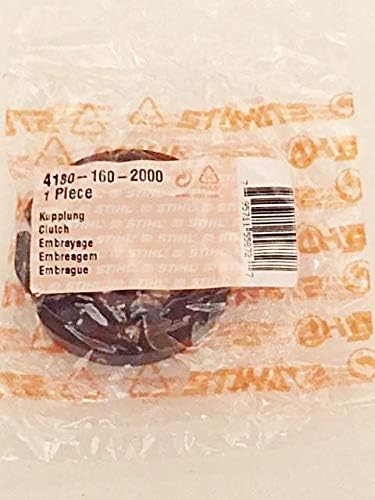 4180-160-2000
1 Piece
Kupplung
Clutch
Embrayage
Embreagem
Embrague
STIHL